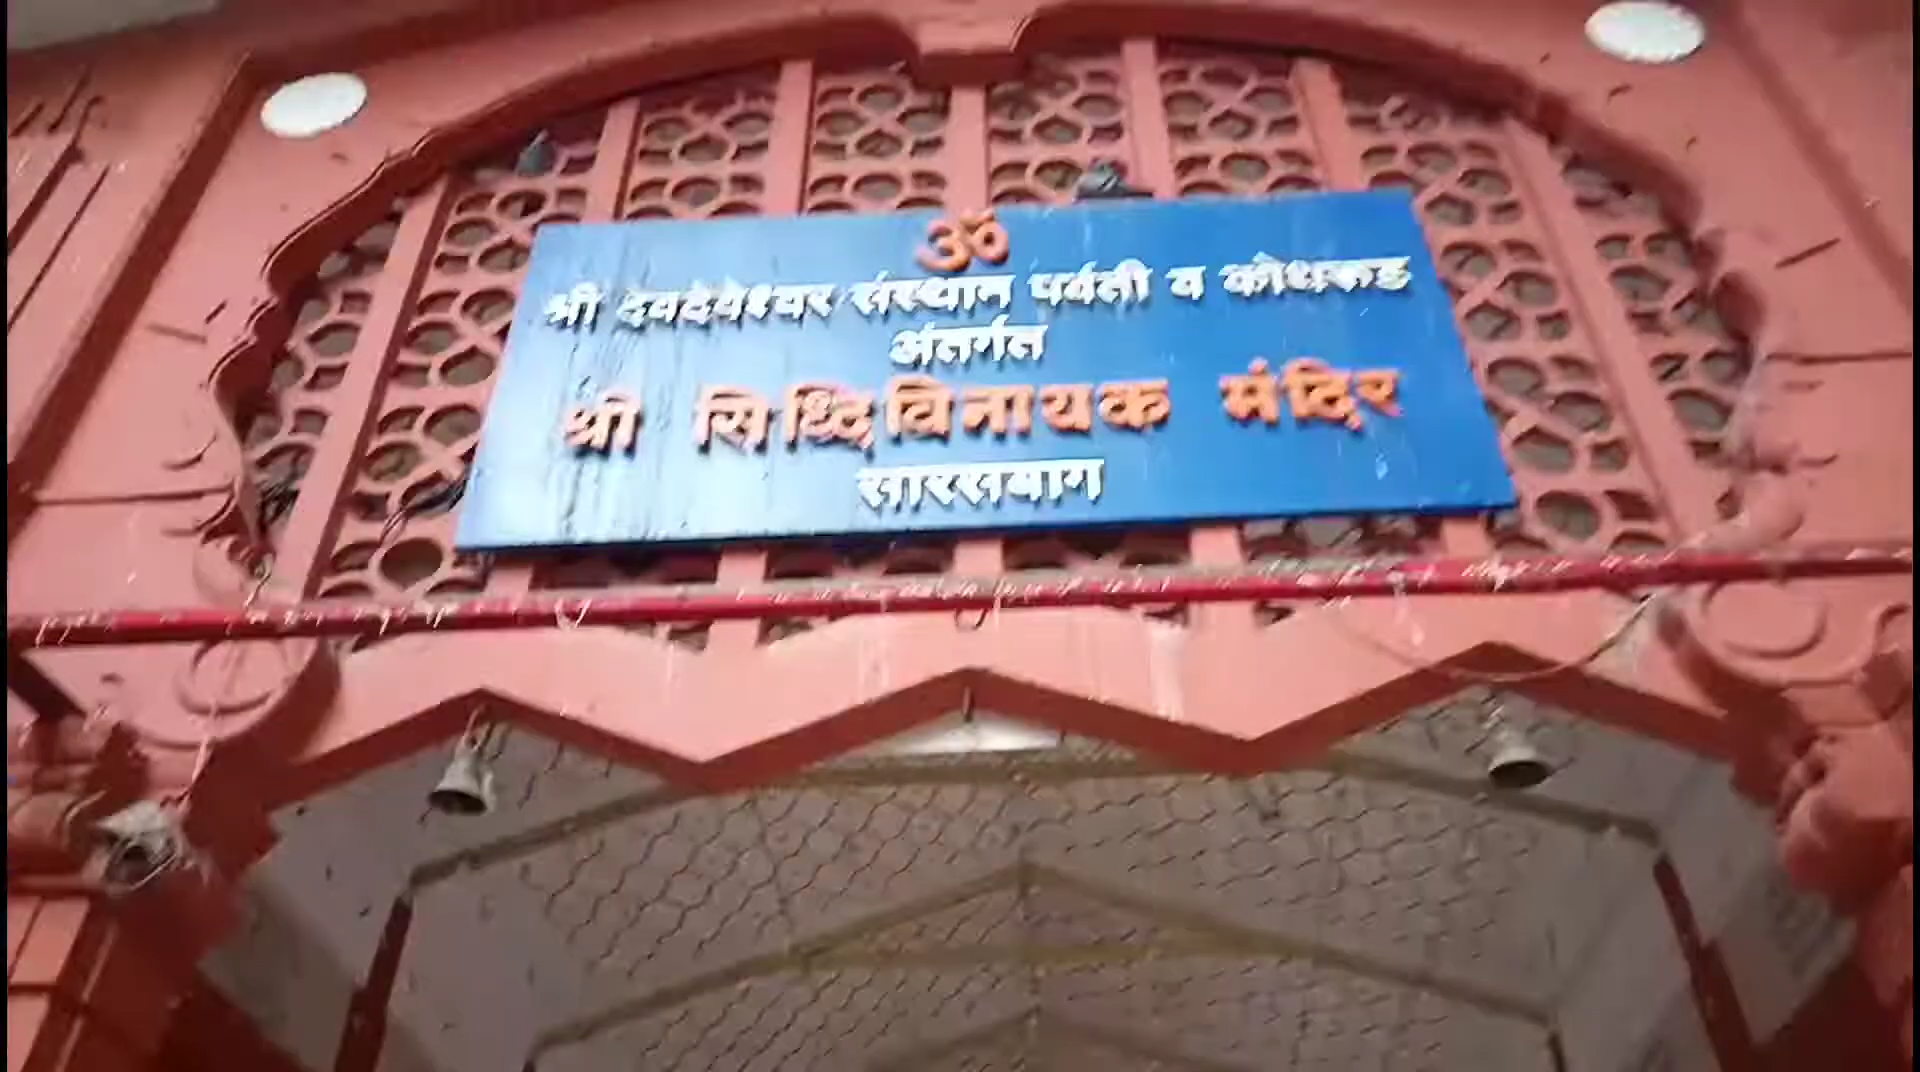 ॐ
श्री देवदेवेश्वर संस्थान पर्वती व कोथरुड
अंतर्गत
श्री सिध्दिविनायक मंदिर
सारसबाग